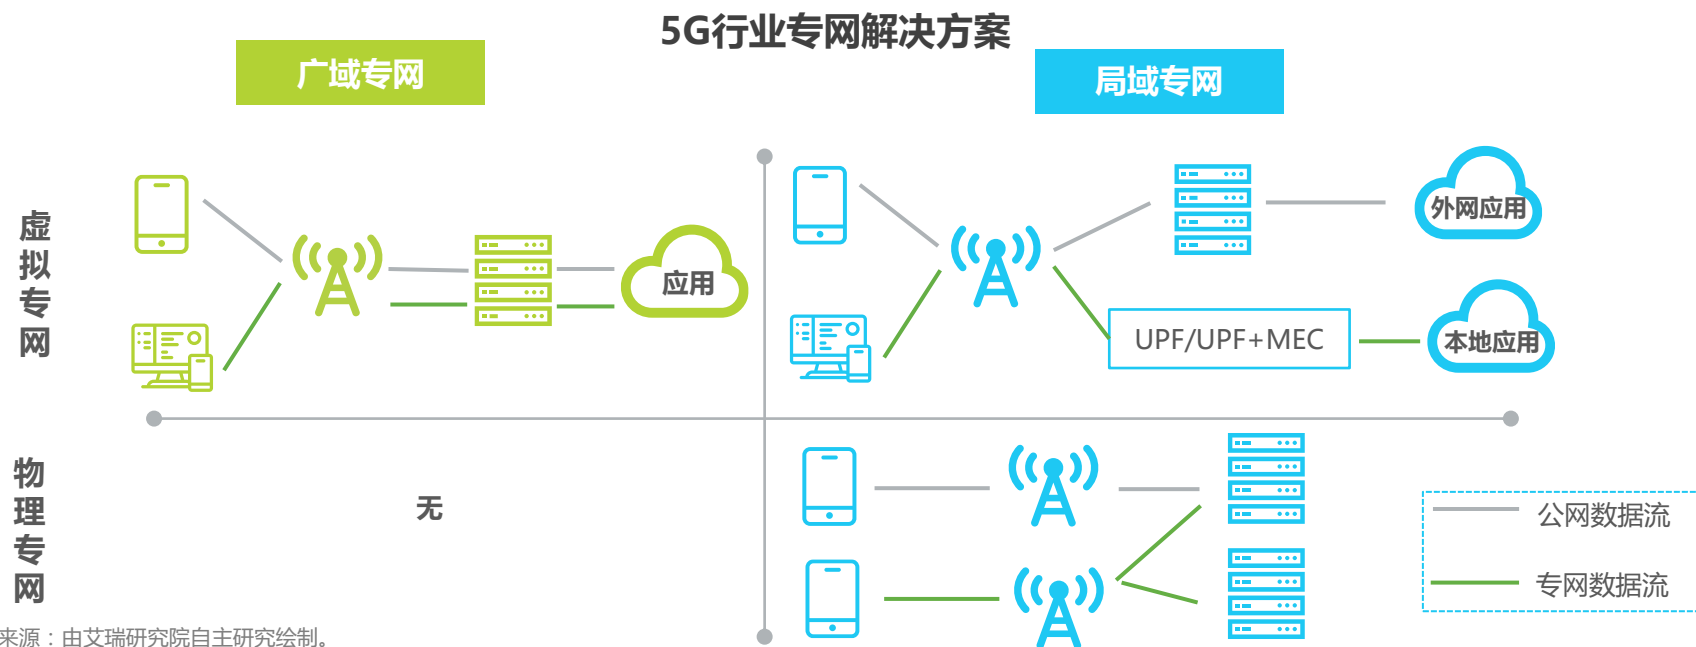 5G行业专网解决方案
广域专网
局域专网
虚拟专网
应用
外网应用
UPF/UPF+MEC
本地应用
物理专网
无
公网数据流
专网数据流
来源：由艾瑞研究院自主研究绘制。